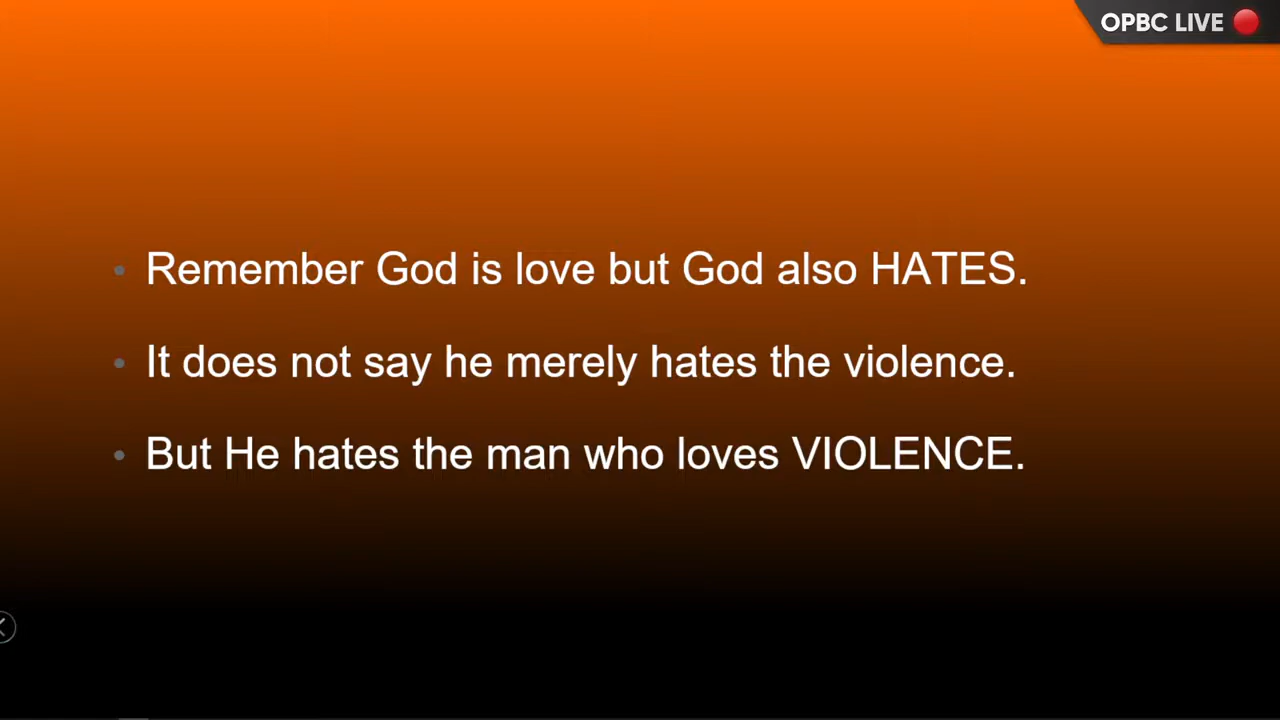 OPBC LIVE
• Remember God is love but God also HATES.
• It does not say he merely hates the violence.
• But He hates the man who loves VIOLENCE.